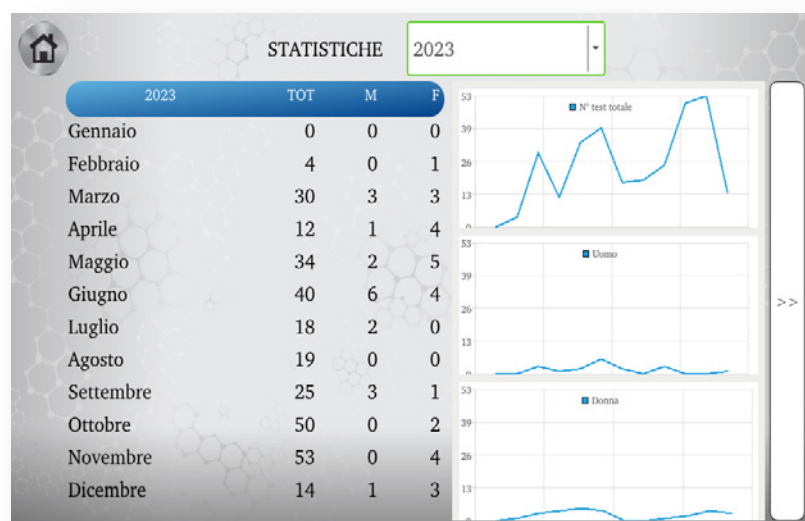 STATISTICHE 2023
2023 TOT M F
Gennaio 0 0 0
Febbraio 4 0 1
Marzo 30 3 3
Aprile 12 1 4
Maggio 34 2 5
Giugno 40 6 4
Luglio 18 2 0
Agosto 19 0 0
Settembre 25 3 1
Ottobre 50 0 2
Novembre 53 0 4
Dicembre 14 1 3
53
N° test totale
39
26
13
0
53
Uomo
39
26
13
0
53
Donna
39
26
13
0
>>